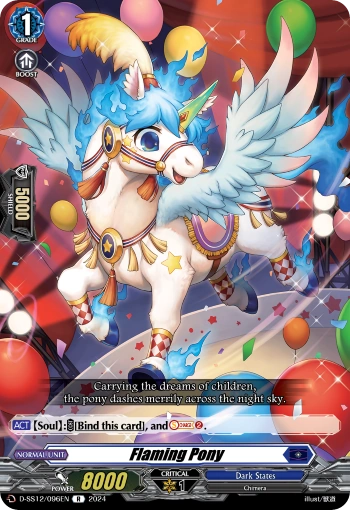 1
GRADE
BOOST
5000
SHIELD
Carrying the dreams of children,
the pony dashes merrily across the night sky.
ACT [Soul]:[Bind this card], and CHARGE 2.
NORMAL UNIT
Flaming Pony
POWER 8000
CRITICAL
1
Dark States
Chimera
D-SS12/096EN R 2024
illust/獣道